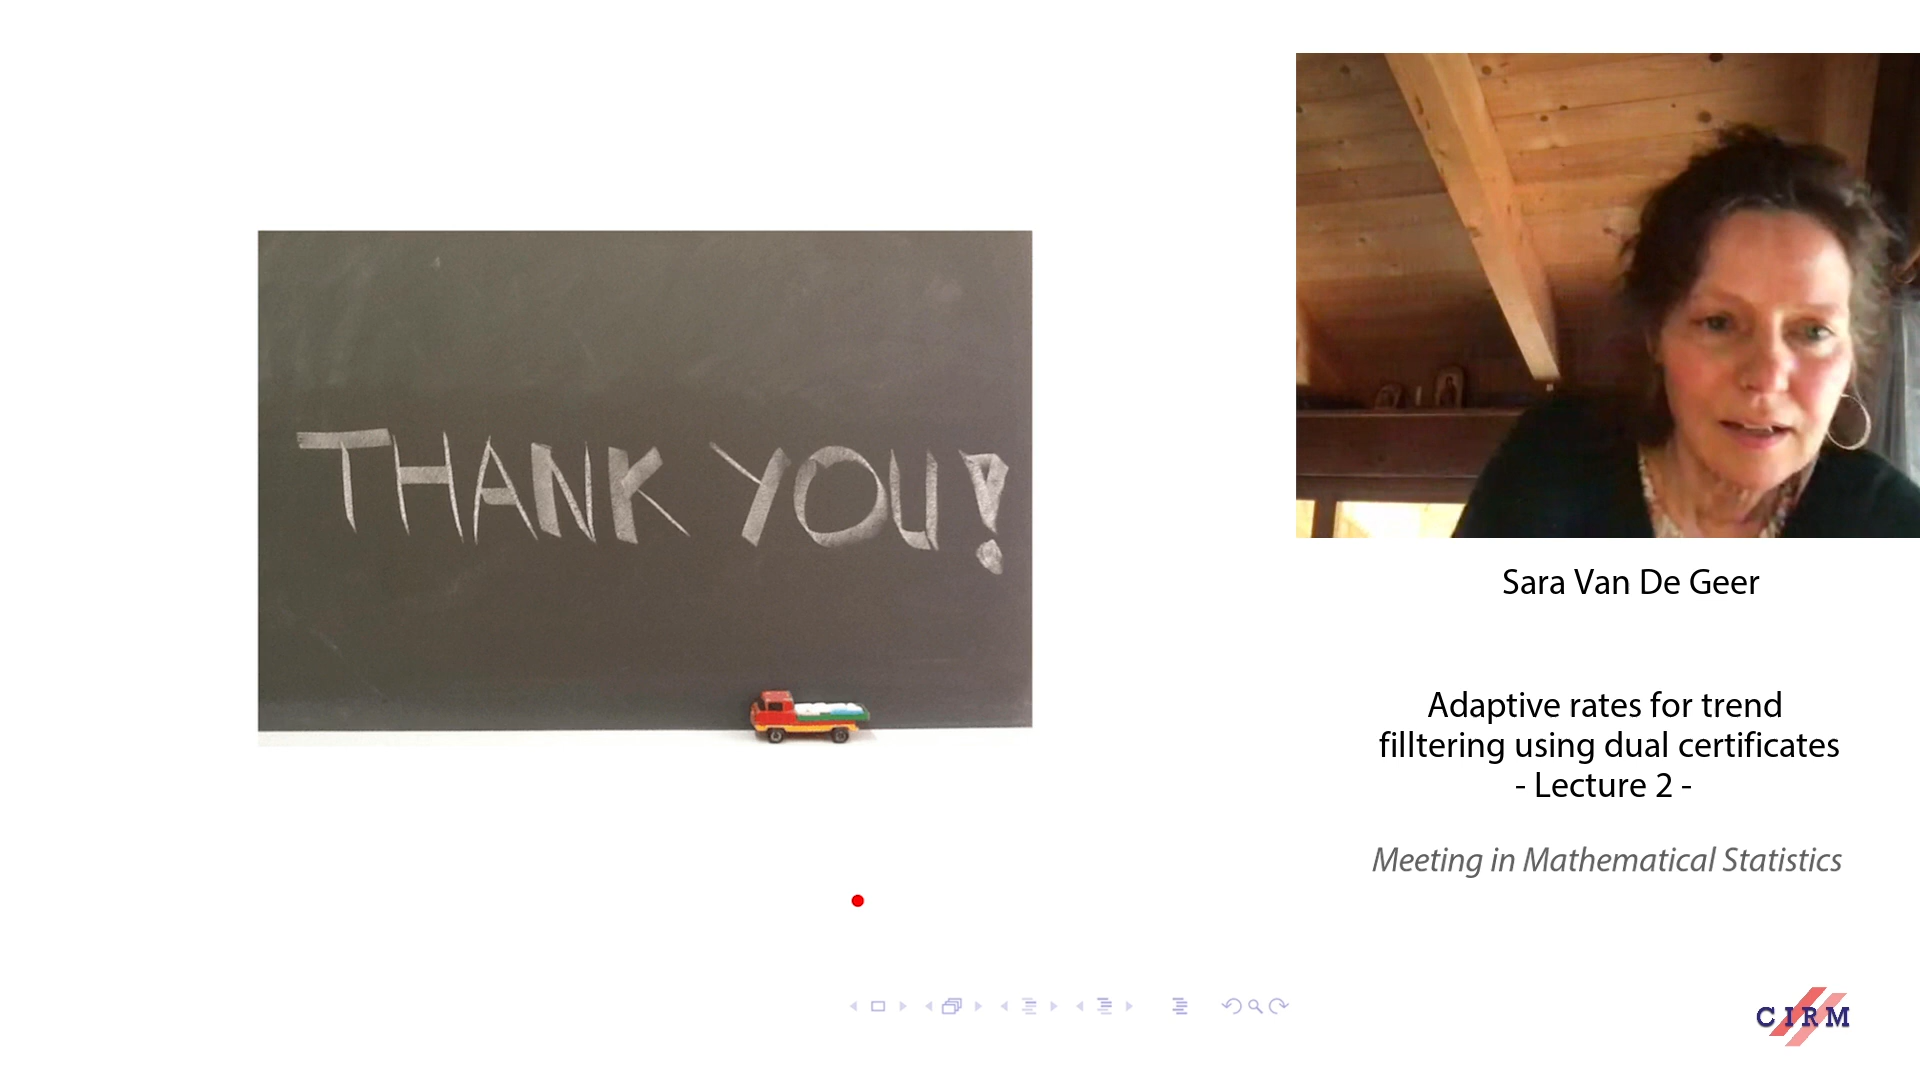 THANK YOU!
Sara Van De Geer
Adaptive rates for trend
filltering using dual certificates
- Lecture 2 -
Meeting in Mathematical Statistics
CIRM